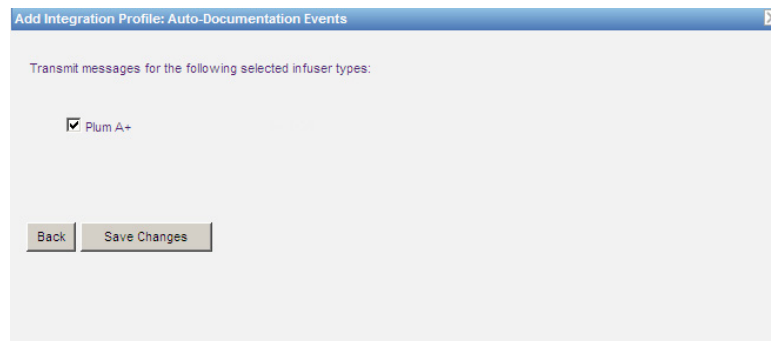 Add Integration Profile: Auto-Documentation Events
Transmit messages for the following selected infuser types:
Plum A+
Back
Save Changes